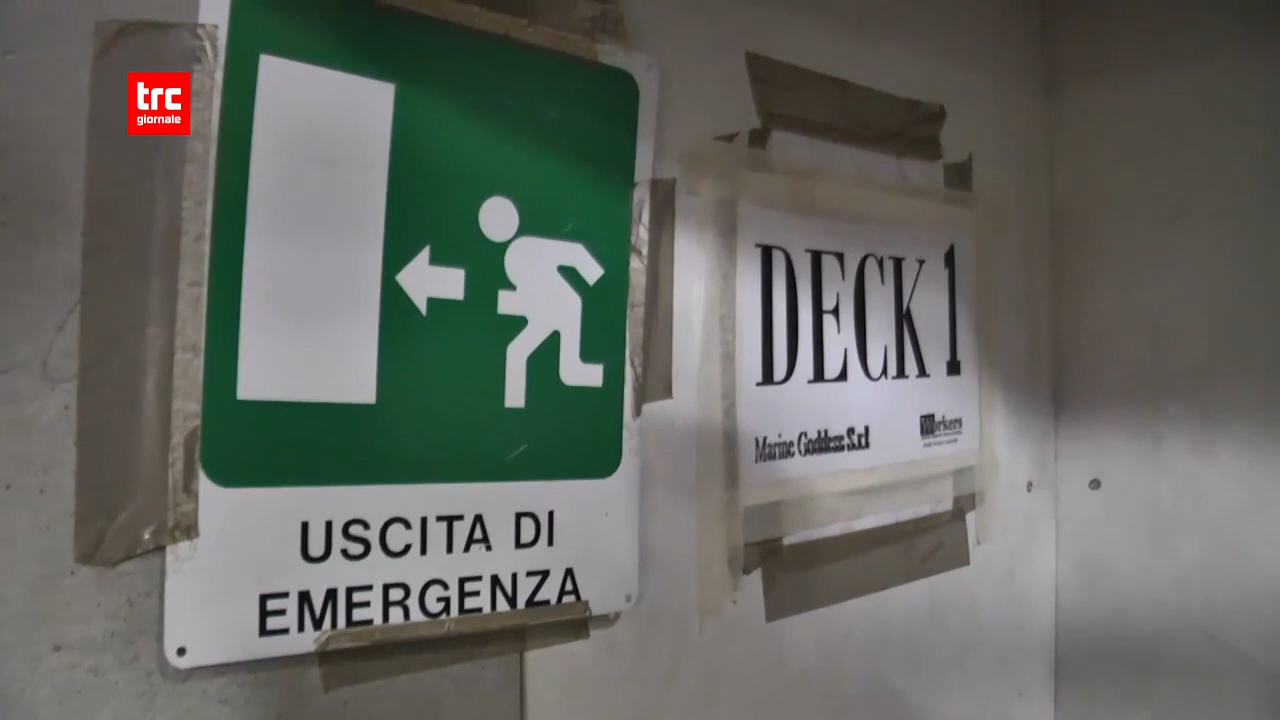 trc
giornale
USCITA DI
EMERGENZA
DECK 1
Marine Goddess S.r.l
Workers